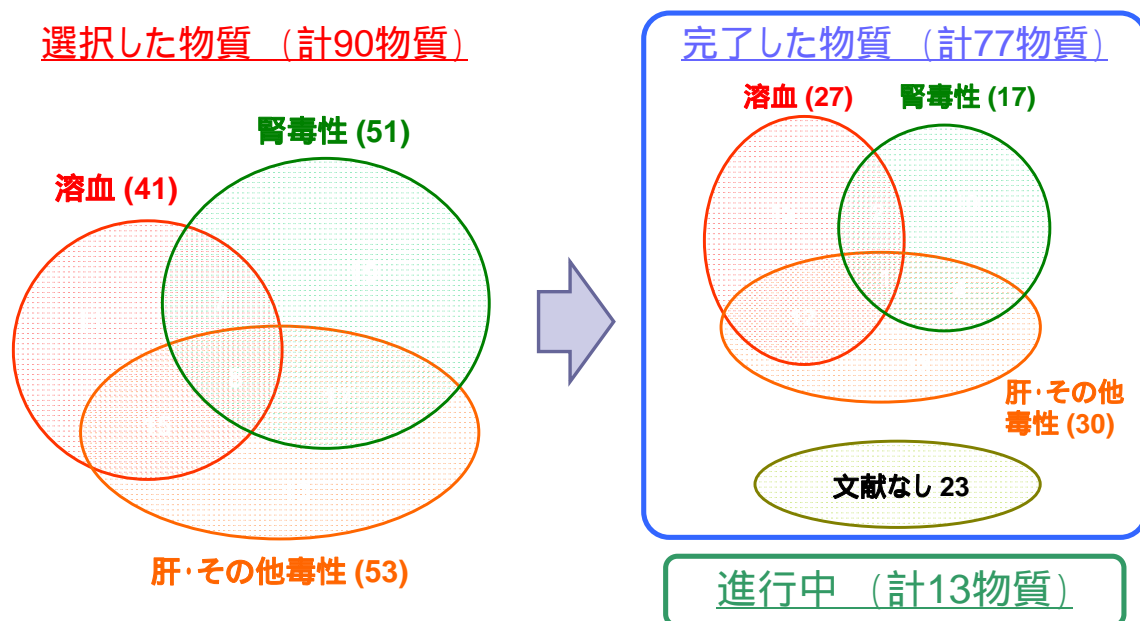 選択した物質 （計90物質）
腎毒性 (51)
溶血 (41)
肝・その他毒性 (53)
完了した物質 （計77物質）
溶血 (27)
腎毒性 (17)
肝・その他
毒性 (30)
文献なし 23
進行中 （計13物質）